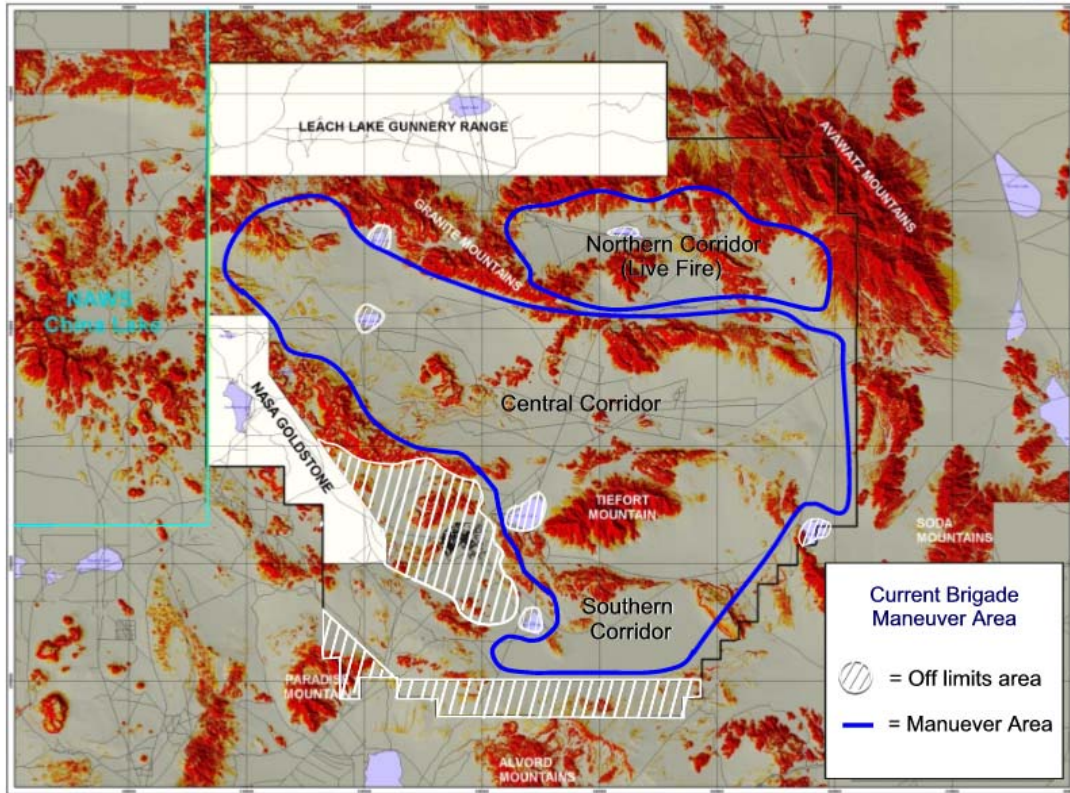 LEACH LAKE GUNNERY RANGE
AVAWATZ MOUNTAINS
GRANITE MOUNTAINS
Northern Corridor
(Live Fire)
NAWS
China Lake
NASA GOLDSTONE
Central Corridor
TIEFORT
MOUNTAIN
SODA
MOUNTAINS
Southern
Corridor
PARADISE
MOUNTAIN
ALVORD
MOUNTAINS
Current Brigade
Maneuver Area
= Off limits area
= Manuever Area